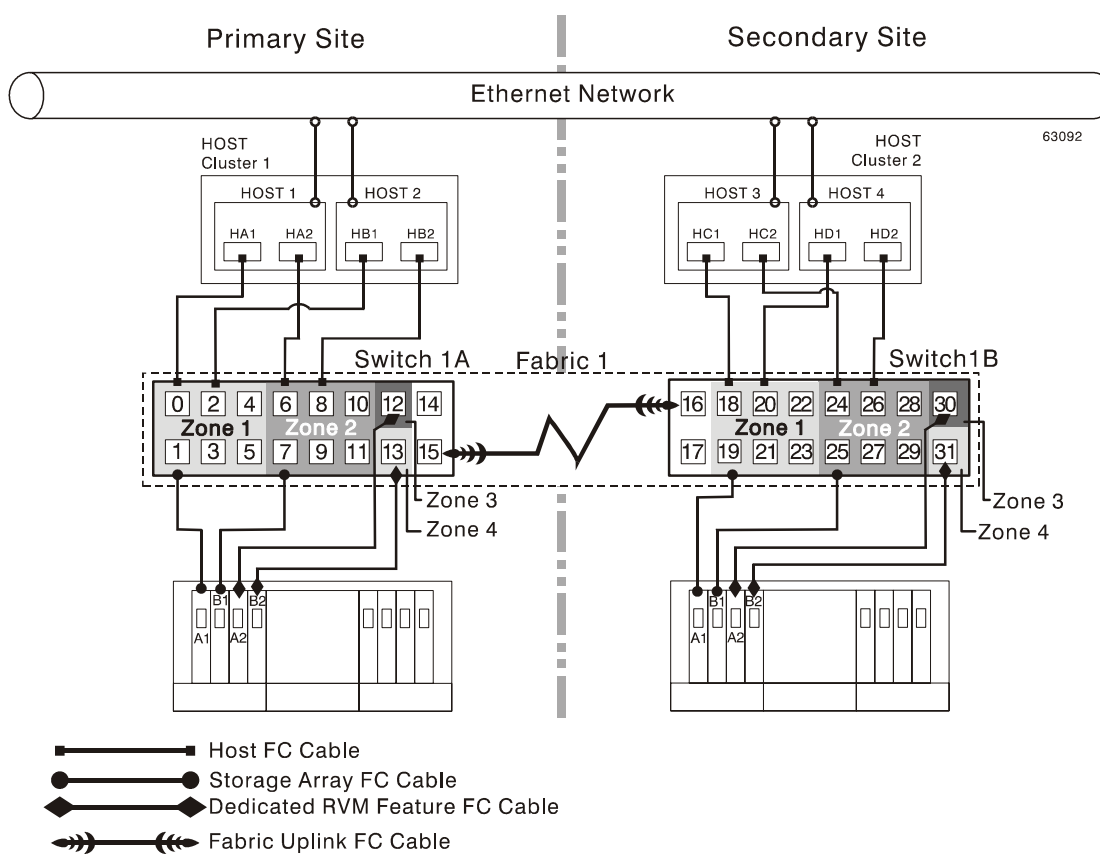 Primary Site
Secondary Site
Ethernet Network
63092
HOST
Cluster 1
HOST
Cluster 2
HOST 1
HOST 2
HOST 3
HOST 4
HA1
HA2
HB1
HB2
HC1
HC2
HD1
HD2
Switch 1A
Fabric 1
Switch1B
0 2 4 6 8 10 12 14
Zone 1
Zone 2
1 3 5 7 9 11 13 15
16 18 20 22 24 26 28 30
Zone 1
Zone 2
17 19 21 23 25 27 29 31
Zone 3
Zone 4
Zone 3
Zone 4
B1
B2
A1
A2
B1
B2
A1
A2
Host FC Cable
Storage Array FC Cable
Dedicated RVM Feature FC Cable
Fabric Uplink FC Cable